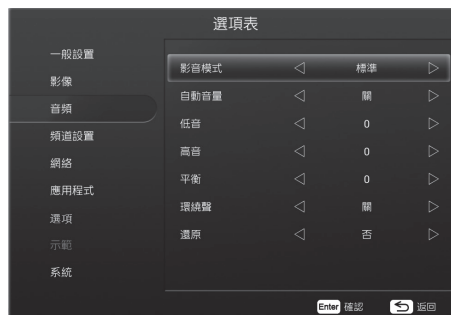 選項表
一般設置
影像
音頻
頻道設置
網絡
應用程式
選項
示範
系統
影音模式 標準
自動音量 關
低音 0
高音 0
平衡 0
環繞聲 關
還原 否
Enter 確認 返回